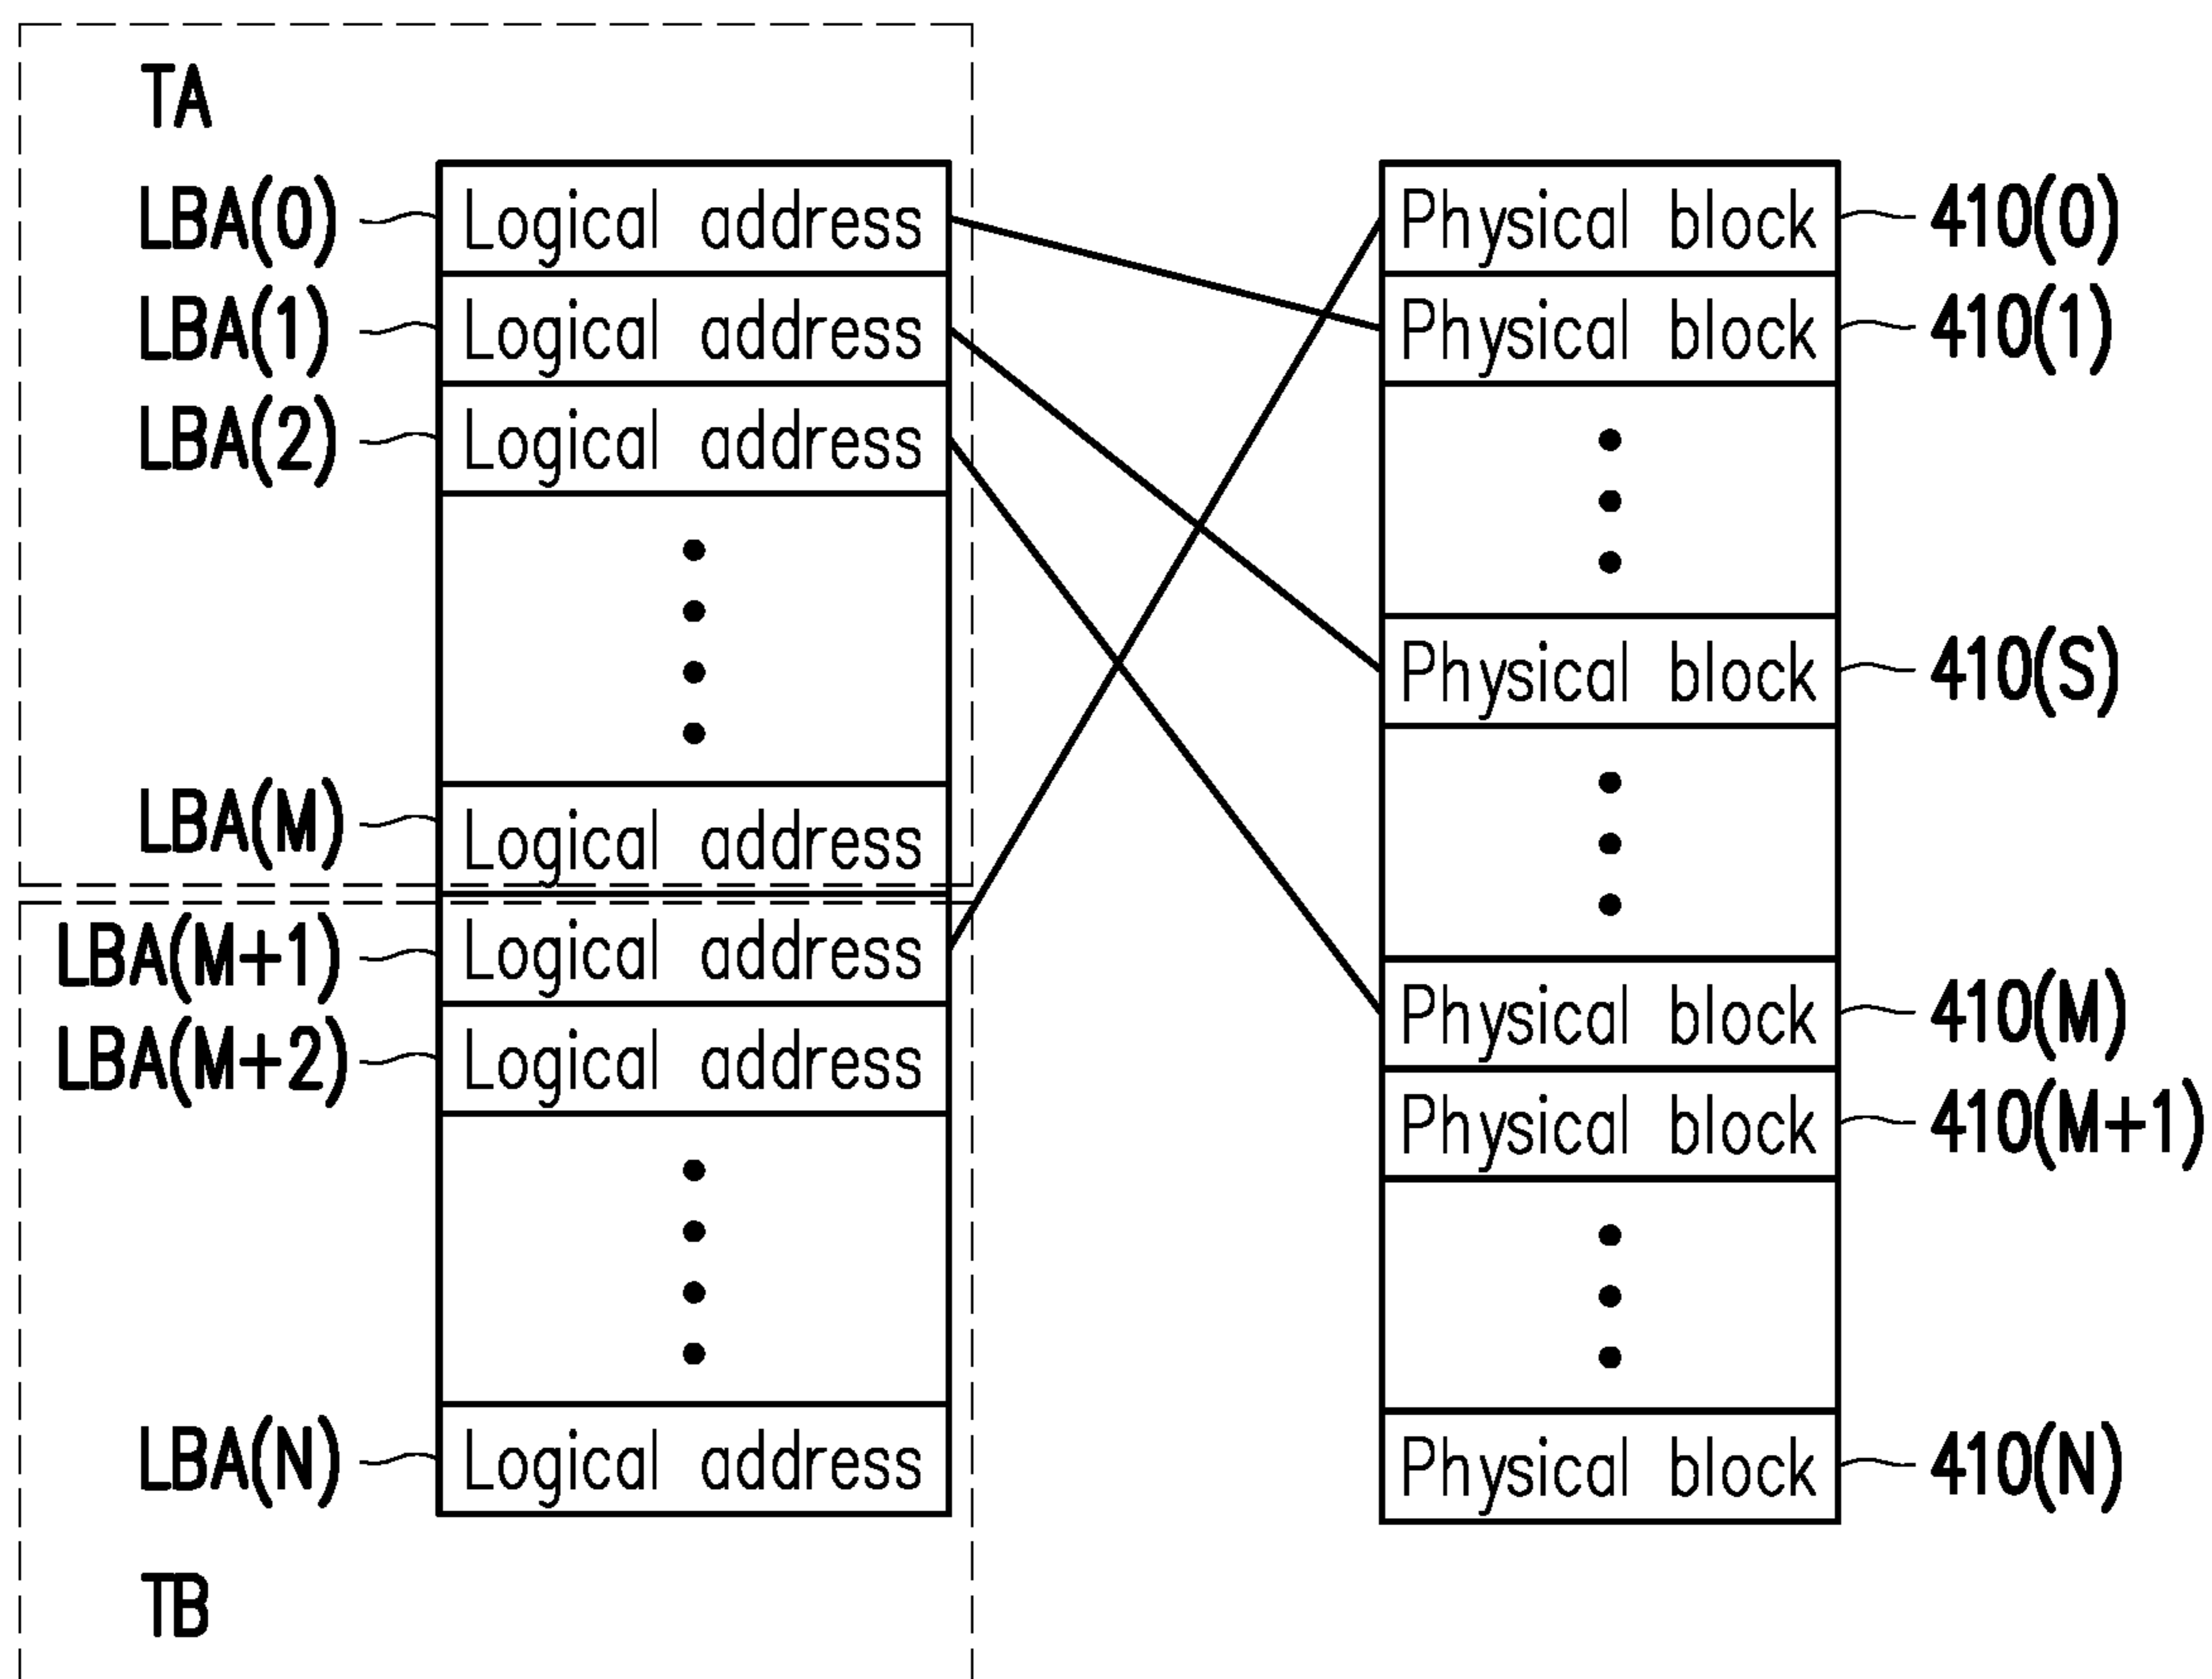 TA
LBA(0) Logical address Physical block 410(0)
LBA(1) Logical address Physical block 410(1)
LBA(2) Logical address
Physical block 410(S)
LBA(M) Logical address
LBA(M+1) Logical address
Physical block 410(M)
LBA(M+2) Logical address
Physical block 410(M+1)
LBA(N) Logical address Physical block 410(N)
TB